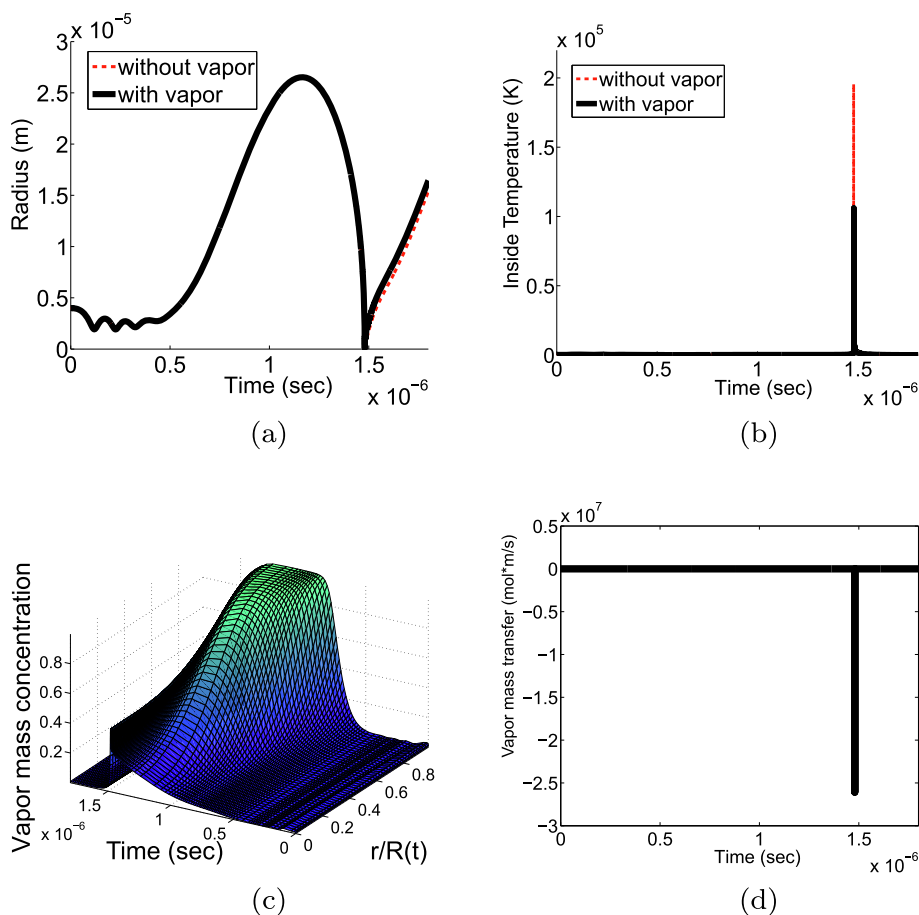 x 10⁻⁵
3
2.5
2
1.5
1
0.5
0
Radius (m)
without vapor
with vapor
0 0.5 1 1.5
Time (sec)
x 10⁻⁶
(a)
x 10⁵
2
1.5
1
0.5
0
Inside Temperature (K)
without vapor
with vapor
0 0.5 1 1.5
Time (sec)
x 10⁻⁶
(b)
Vapor mass concentration
0.8
0.6
0.4
0.2
1.5 1 0.5 0
x 10⁻⁶
Time (sec)
0 0.2 0.4 0.6 0.8
r/R(t)
(c)
x 10⁷
0.5
0
−0.5
−1
−1.5
−2
−2.5
−3
Vapor mass transfer (mol*m/s)
0 0.5 1 1.5
Time (sec)
x 10⁻⁶
(d)